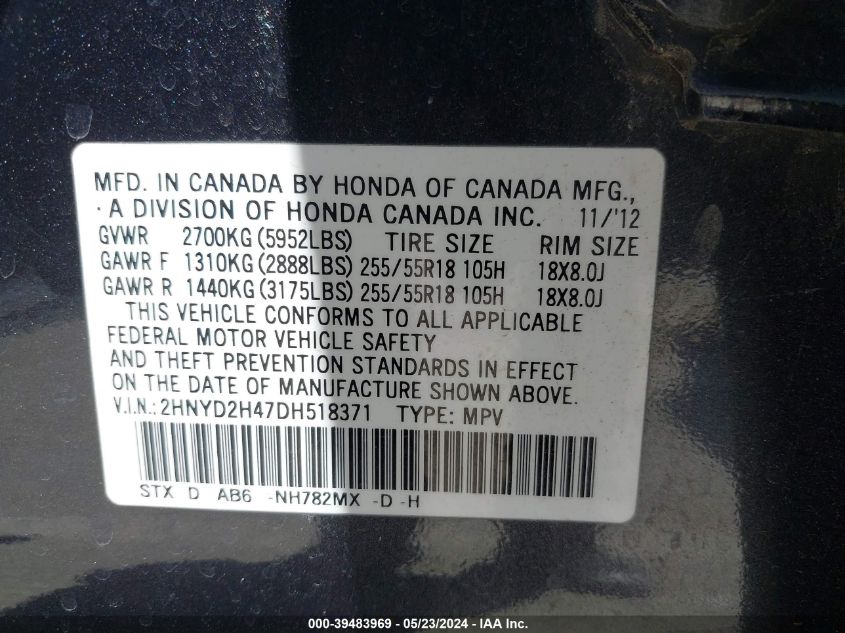 MFD. IN CANADA BY HONDA OF CANADA MFG.,
A DIVISION OF HONDA CANADA INC. 11/'12
GVWR 2700KG (5952LBS) TIRE SIZE RIM SIZE
GAWR F 1310KG (2888LBS) 255/55R18 105H 18X8.0J
GAWR R 1440KG (3175LBS) 255/55R18 105H 18X8.0J
THIS VEHICLE CONFORMS TO ALL APPLICABLE
FEDERAL MOTOR VEHICLE SAFETY
AND THEFT PREVENTION STANDARDS IN EFFECT
ON THE DATE OF MANUFACTURE SHOWN ABOVE.
V.I.N.: 2HNYD2H47DH518371 TYPE: MPV
STX D AB6 -NH782MX -D -H
000-39483969 - 05/23/2024 - IAA Inc.